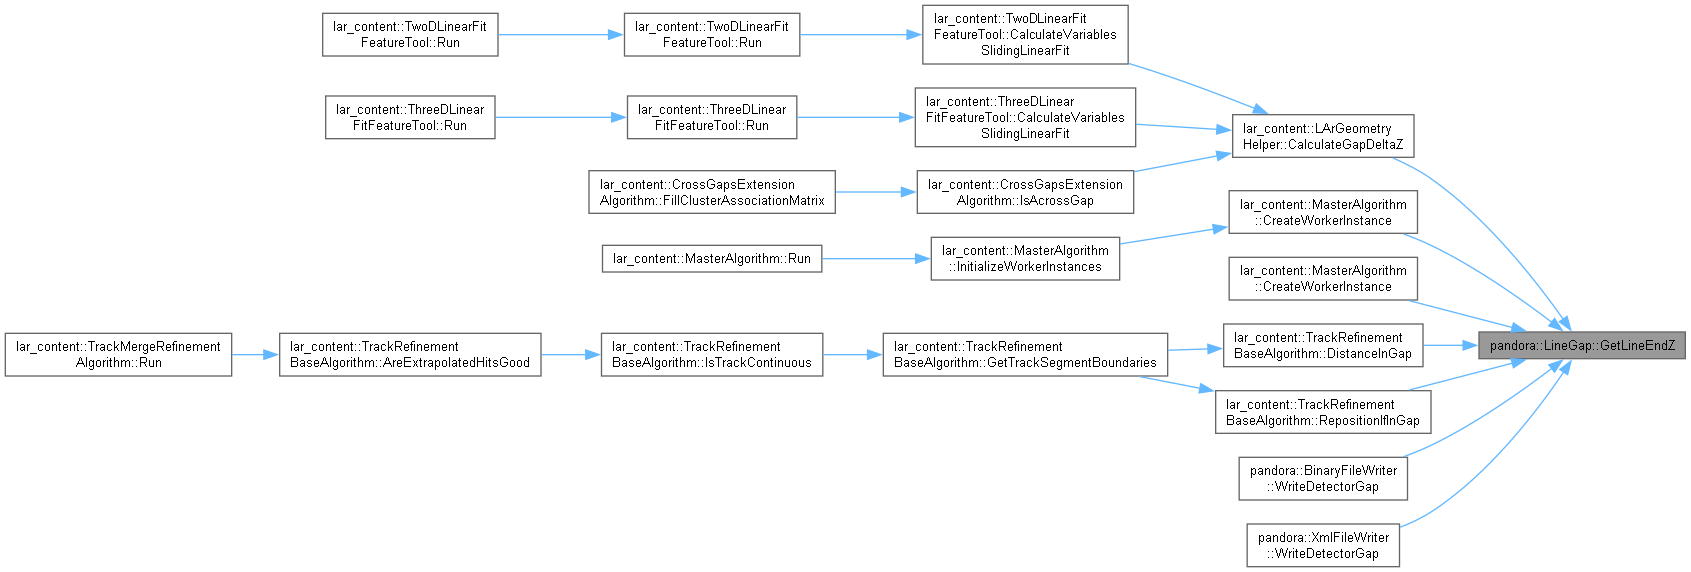 lar_content::TwoDLinearFit
FeatureTool::Run
lar_content::TwoDLinearFit
FeatureTool::Run
lar_content::TwoDLinearFit
FeatureTool::CalculateVariables
SlidingLinearFit
lar_content::ThreeDLinear
FitFeatureTool::Run
lar_content::ThreeDLinear
FitFeatureTool::Run
lar_content::ThreeDLinear
FitFeatureTool::CalculateVariables
SlidingLinearFit
lar_content::LArGeometry
Helper::CalculateGapDeltaZ
lar_content::CrossGapsExtension
Algorithm::FillClusterAssociationMatrix
lar_content::CrossGapsExtension
Algorithm::IsAcrossGap
lar_content::MasterAlgorithm
::CreateWorkerInstance
lar_content::MasterAlgorithm::Run
lar_content::MasterAlgorithm
::InitializeWorkerInstances
lar_content::MasterAlgorithm
::CreateWorkerInstance
lar_content::TrackMergeRefinement
Algorithm::Run
lar_content::TrackRefinement
BaseAlgorithm::AreExtrapolatedHitsGood
lar_content::TrackRefinement
BaseAlgorithm::IsTrackContinuous
lar_content::TrackRefinement
BaseAlgorithm::GetTrackSegmentBoundaries
lar_content::TrackRefinement
BaseAlgorithm::DistanceInGap
pandora::LineGap::GetLineEndZ
lar_content::TrackRefinement
BaseAlgorithm::RepositionIfInGap
pandora::BinaryFileWriter
::WriteDetectorGap
pandora::XmlFileWriter
::WriteDetectorGap